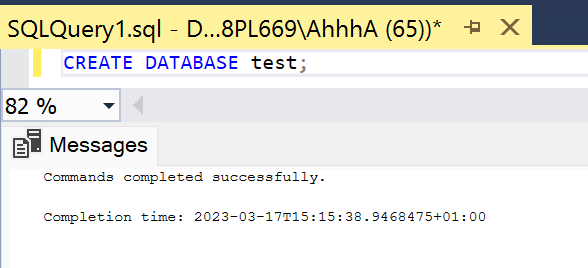 SQLQuery1.sql - D...8PL669\AhhhA (65))*
CREATE DATABASE test;
82 %
Messages
Commands completed successfully.
Completion time: 2023-03-17T15:15:38.9468475+01:00